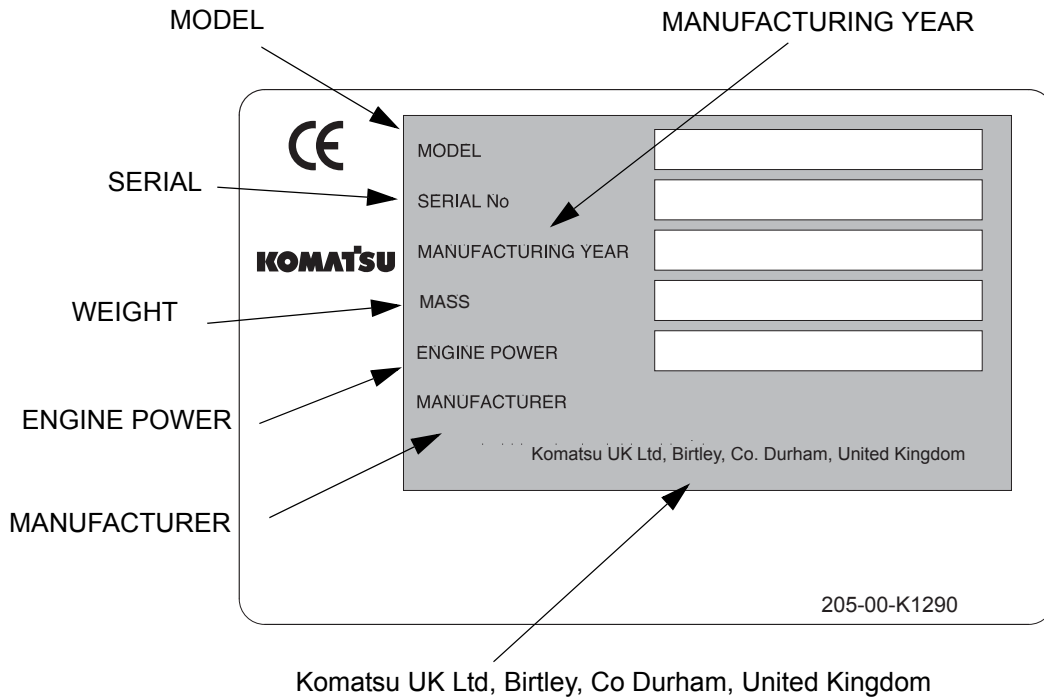 MODEL
MANUFACTURING YEAR
CE
MODEL
SERIAL
SERIAL No
KOMATSU
MANUFACTURING YEAR
WEIGHT
MASS
ENGINE POWER
ENGINE POWER
MANUFACTURER
Komatsu UK Ltd, Birtley, Co. Durham, United Kingdom
MANUFACTURER
205-00-K1290
Komatsu UK Ltd, Birtley, Co Durham, United Kingdom